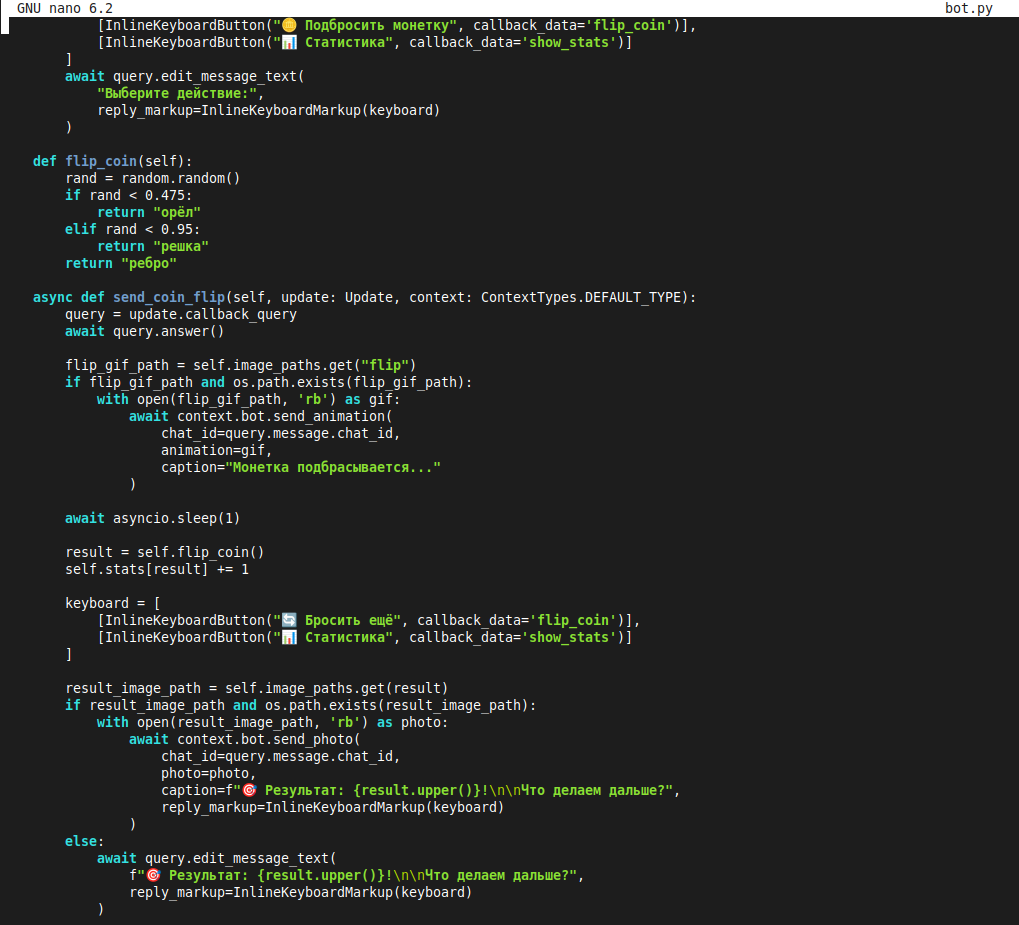 GNU nano 6.2 bot.py
[InlineKeyboardButton("🪙 Подбросить монетку", callback_data='flip_coin')],
[InlineKeyboardButton("📊 Статистика", callback_data='show_stats')]
]
await query.edit_message_text(
"Выберите действие:",
reply_markup=InlineKeyboardMarkup(keyboard)
)
def flip_coin(self):
rand = random.random()
if rand < 0.475:
return "орёл"
elif rand < 0.95:
return "решка"
return "ребро"
async def send_coin_flip(self, update: Update, context: ContextTypes.DEFAULT_TYPE):
query = update.callback_query
await query.answer()
flip_gif_path = self.image_paths.get("flip")
if flip_gif_path and os.path.exists(flip_gif_path):
with open(flip_gif_path, 'rb') as gif:
await context.bot.send_animation(
chat_id=query.message.chat_id,
animation=gif,
caption="Монетка подбрасывается..."
)
await asyncio.sleep(1)
result = self.flip_coin()
self.stats[result] += 1
keyboard = [
[InlineKeyboardButton("🔄 Бросить ещё", callback_data='flip_coin')],
[InlineKeyboardButton("📊 Статистика", callback_data='show_stats')]
]
result_image_path = self.image_paths.get(result)
if result_image_path and os.path.exists(result_image_path):
with open(result_image_path, 'rb') as photo:
await context.bot.send_photo(
chat_id=query.message.chat_id,
photo=photo,
caption=f"🎯 Результат: {result.upper()}!\n\nЧто делаем дальше?",
reply_markup=InlineKeyboardMarkup(keyboard)
)
else:
await query.edit_message_text(
f"🎯 Результат: {result.upper()}!\n\nЧто делаем дальше?",
reply_markup=InlineKeyboardMarkup(keyboard)
)